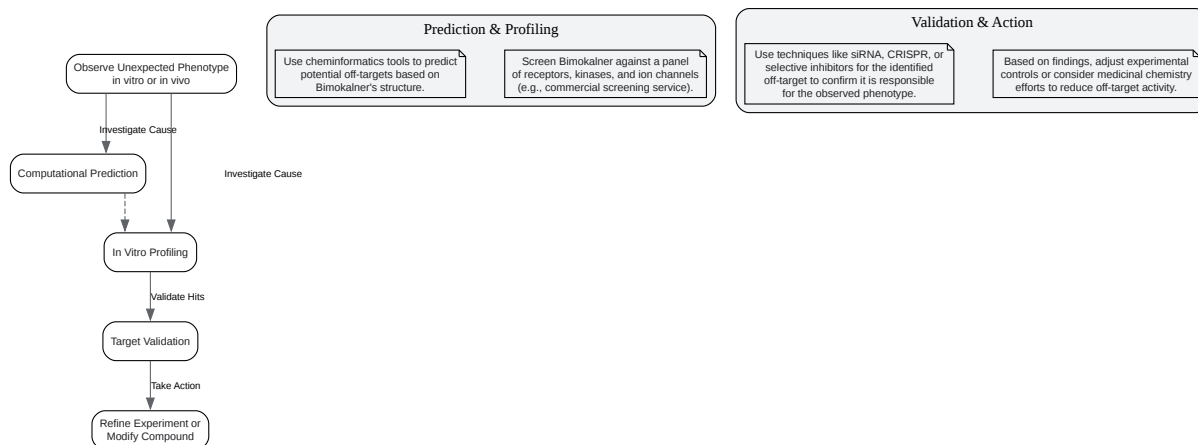 Observe Unexpected Phenotype
in vitro or in vivo
Investigate Cause
Investigate Cause
Computational Prediction
In Vitro Profiling
Validate Hits
Target Validation
Take Action
Refine Experiment or
Modify Compound
Prediction & Profiling
Use cheminformatics tools to predict
potential off-targets based on
Bimokalner's structure.
Screen Bimokalner against a panel
of receptors, kinases, and ion channels
(e.g., commercial screening service).
Validation & Action
Use techniques like siRNA, CRISPR, or
selective inhibitors for the identified
off-target to confirm it is responsible
for the observed phenotype.
Based on findings, adjust experimental
controls or consider medicinal chemistry
efforts to reduce off-target activity.